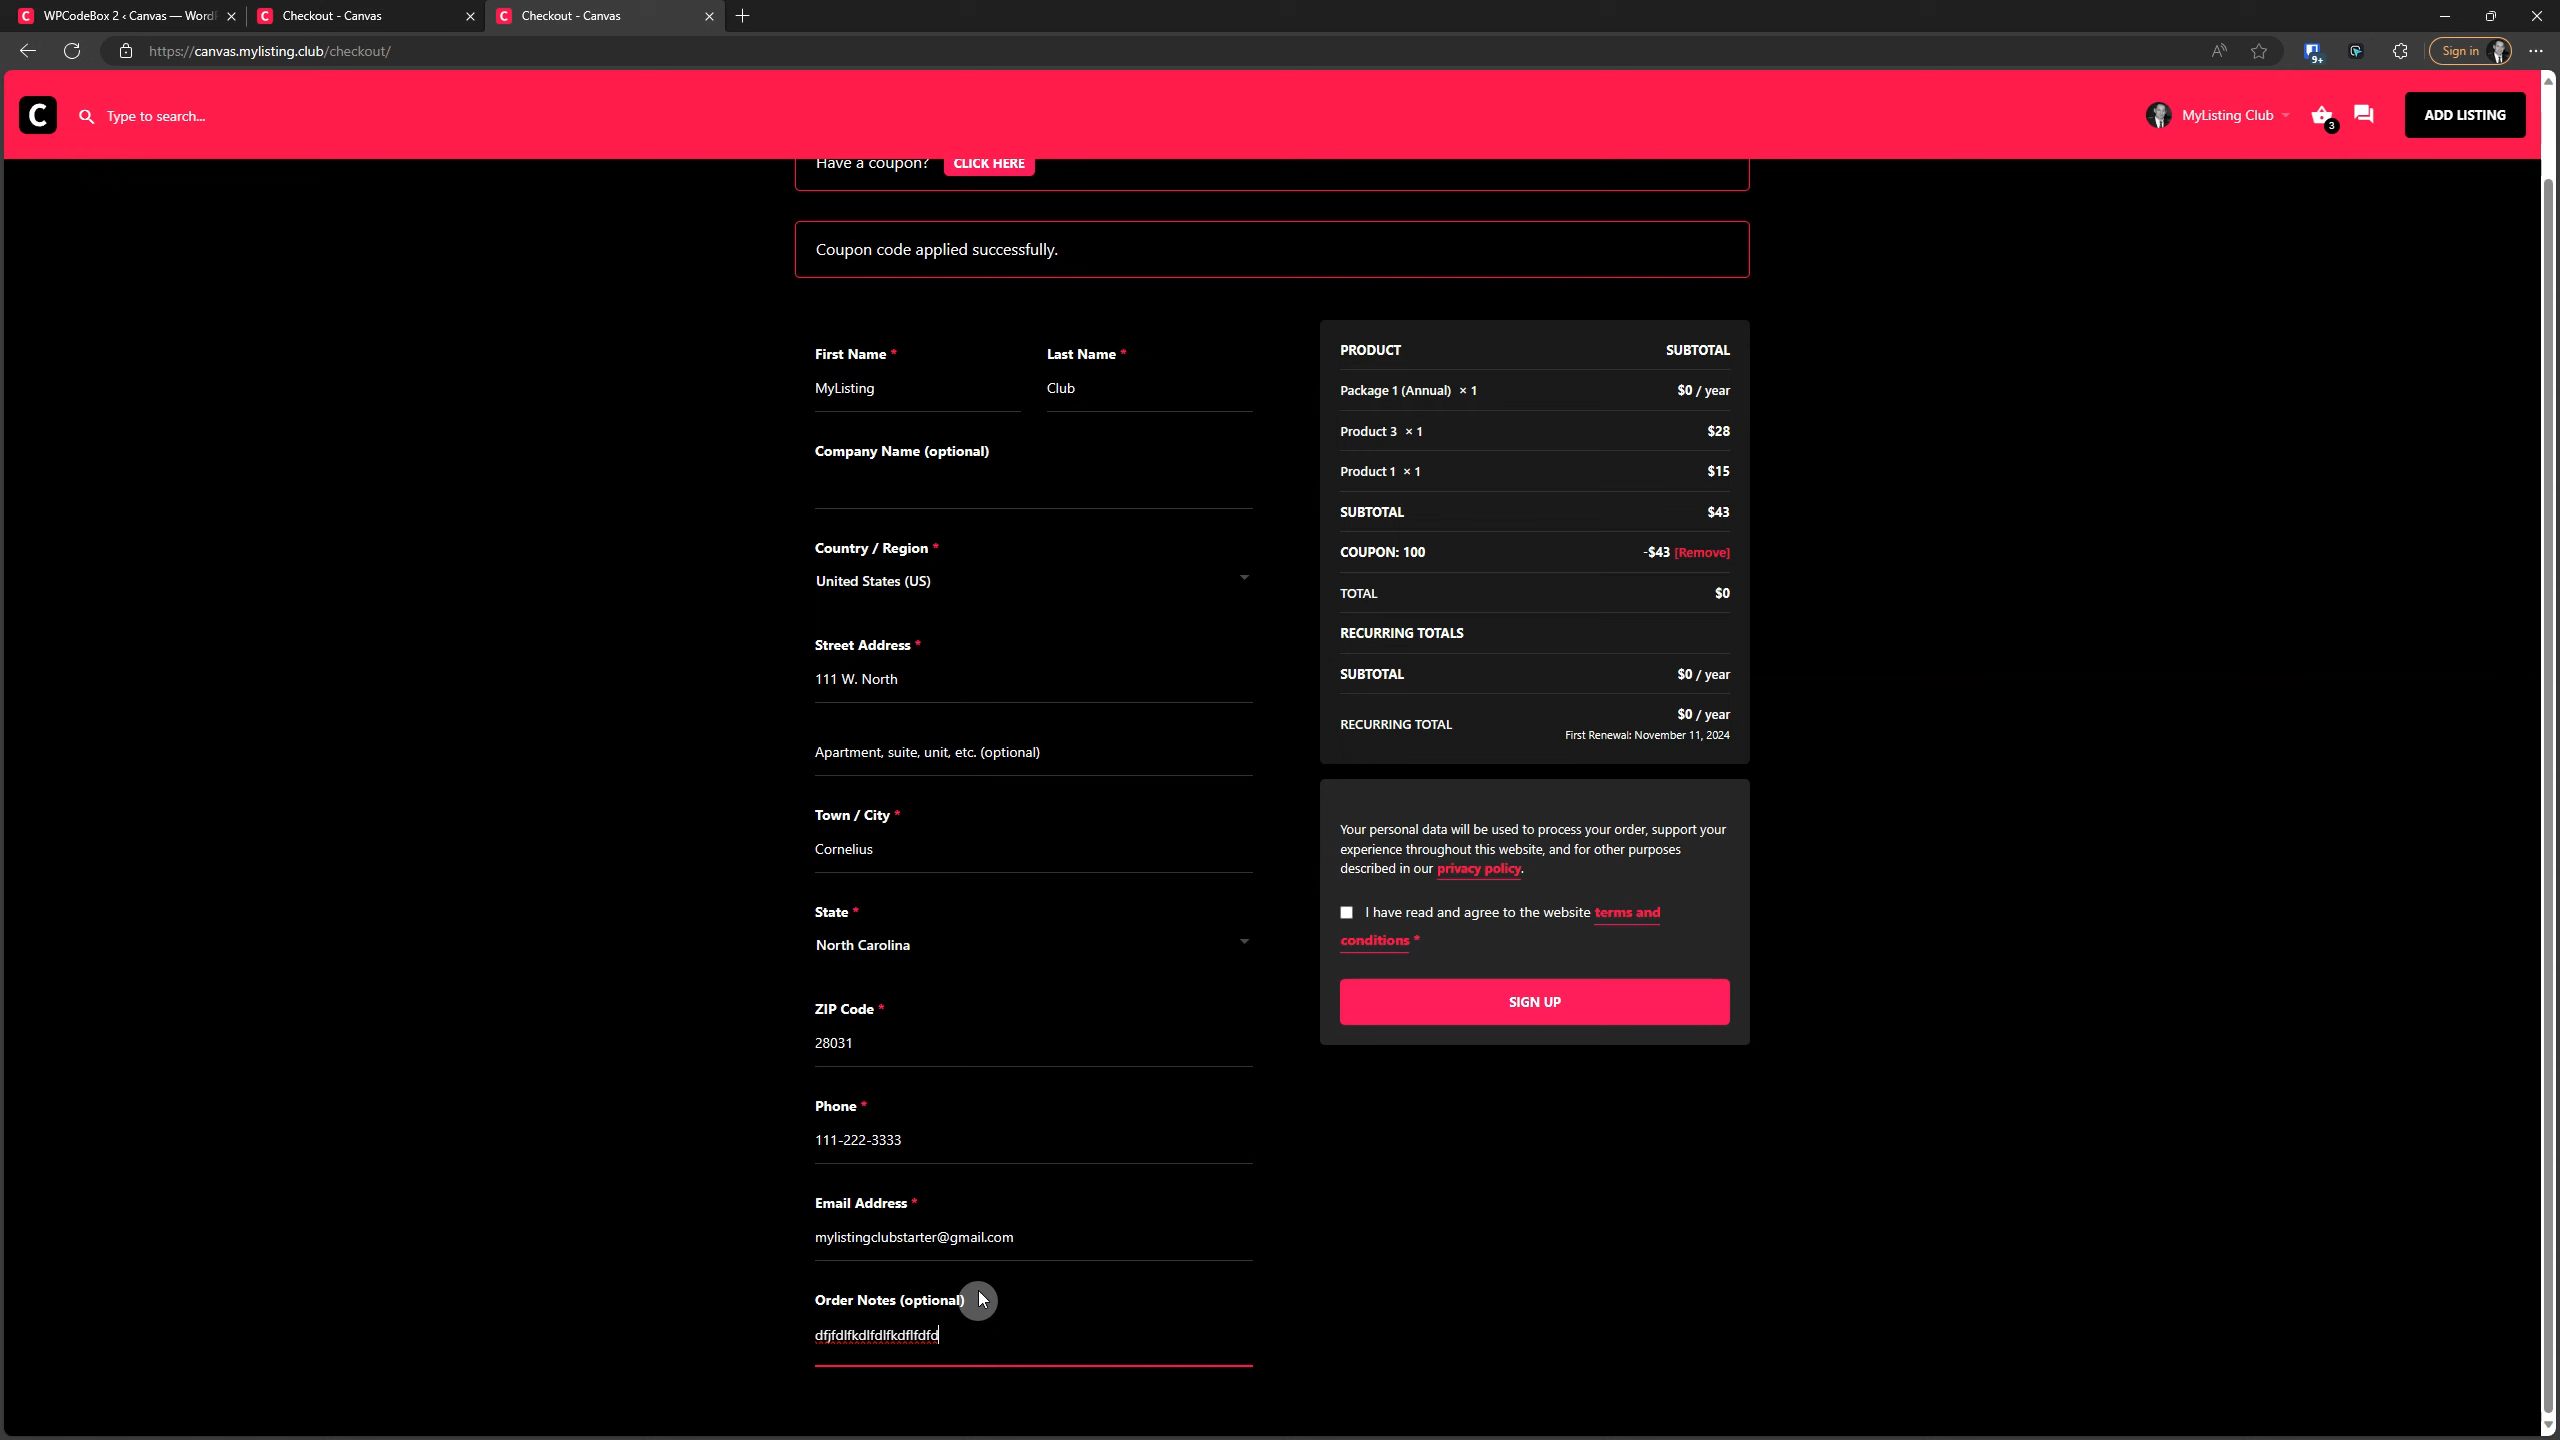 WPCodeBox 2 ‹ Canvas — Word
Checkout - Canvas
Checkout - Canvas
https://canvas.mylisting.club/checkout/
Sign in
9+
C
Type to search...
MyListing Club
3
ADD LISTING
Have a coupon?
CLICK HERE
Coupon code applied successfully.
First Name *
Last Name *
MyListing
Club
Company Name (optional)
Country / Region *
United States (US)
Street Address *
111 W. North
Apartment, suite, unit, etc. (optional)
Town / City *
Cornelius
State *
North Carolina
ZIP Code *
28031
Phone *
111-222-3333
Email Address *
mylistingclubstarter@gmail.com
Order Notes (optional)
dfjfdlfkdlfdlfkdflfdfd
PRODUCT SUBTOTAL
Package 1 (Annual) × 1 $0 / year
Product 3 × 1 $28
Product 1 × 1 $15
SUBTOTAL $43
COUPON: 100 -$43 [Remove]
TOTAL $0
RECURRING TOTALS
SUBTOTAL $0 / year
RECURRING TOTAL $0 / year
First Renewal: November 11, 2024
Your personal data will be used to process your order, support your
experience throughout this website, and for other purposes
described in our privacy policy.
I have read and agree to the website terms and
conditions *
SIGN UP